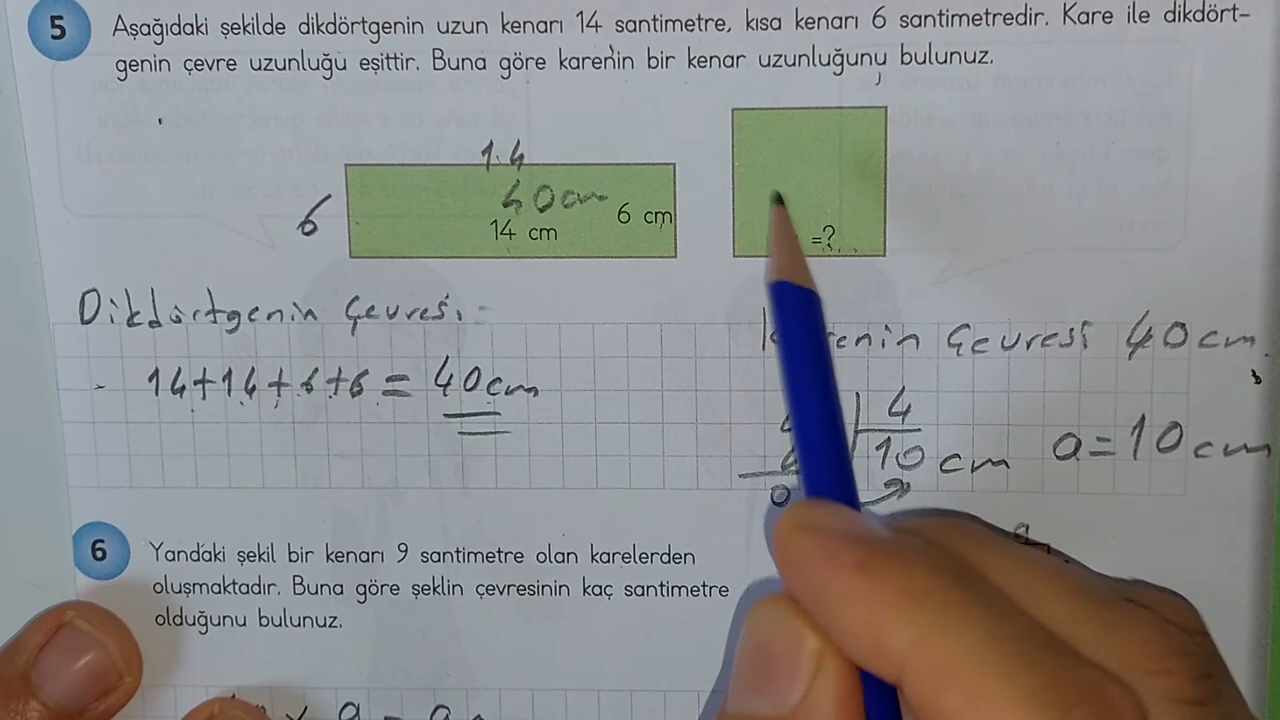 5 Aşağıdaki şekilde dikdörtgenin uzun kenarı 14 santimetre, kısa kenarı 6 santimetredir. Kare ile dikdört-
genin çevre uzunluğu eşittir. Buna göre karenin bir kenar uzunluğunu bulunuz.
14
6 40cm 6 cm
14 cm =?
Dikdörtgenin Çevresi =
Çevresi 40 cm.
14+14+6+6 = 40cm
4
10 cm a=10cm
0
6 Yandaki şekil bir kenarı 9 santimetre olan karelerden
oluşmaktadır. Buna göre şeklin çevresinin kaç santimetre
olduğunu bulunuz.